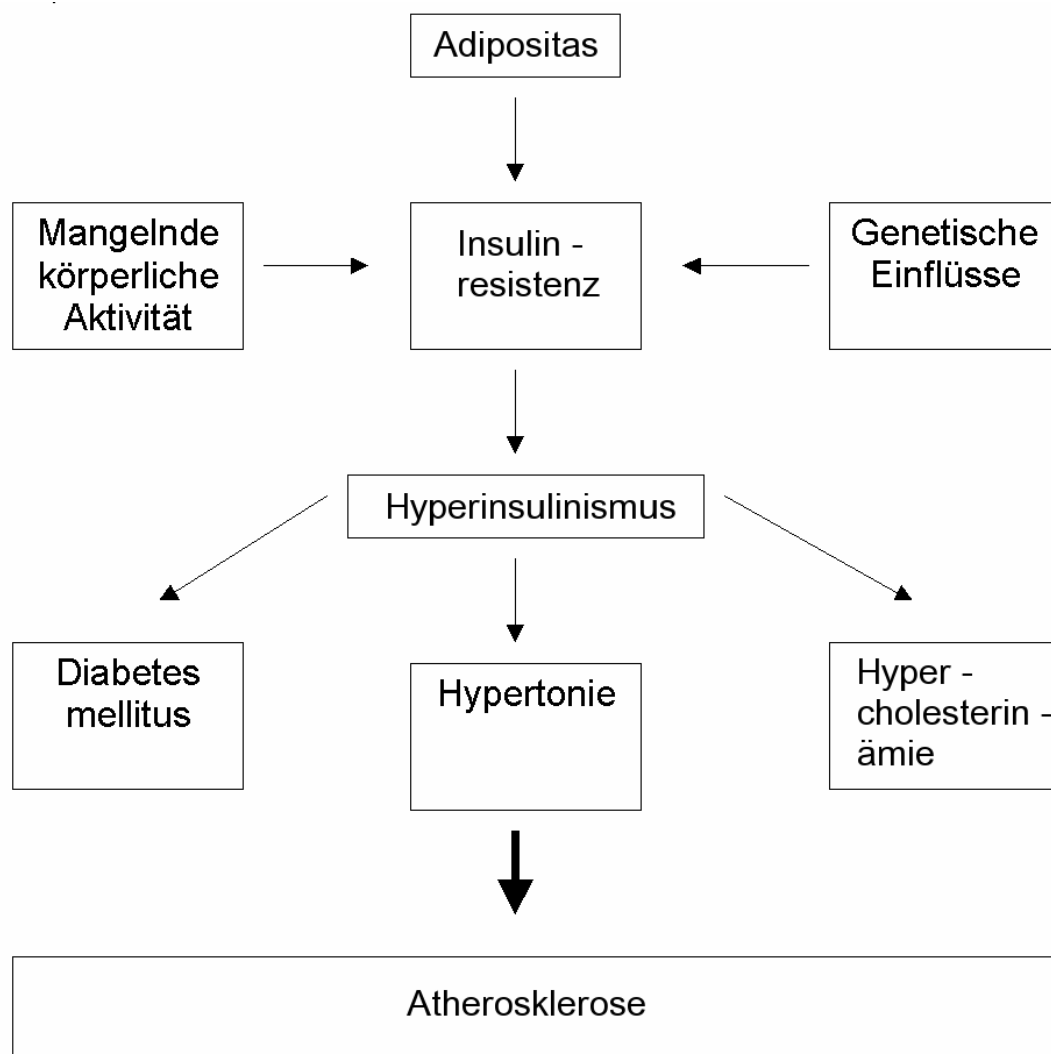 Adipositas
Mangelnde
körperliche
Aktivität
Insulin -
resistenz
Genetische
Einflüsse
Hyperinsulinismus
Diabetes
mellitus
Hypertonie
Hyper -
cholesterin -
ämie
Atherosklerose